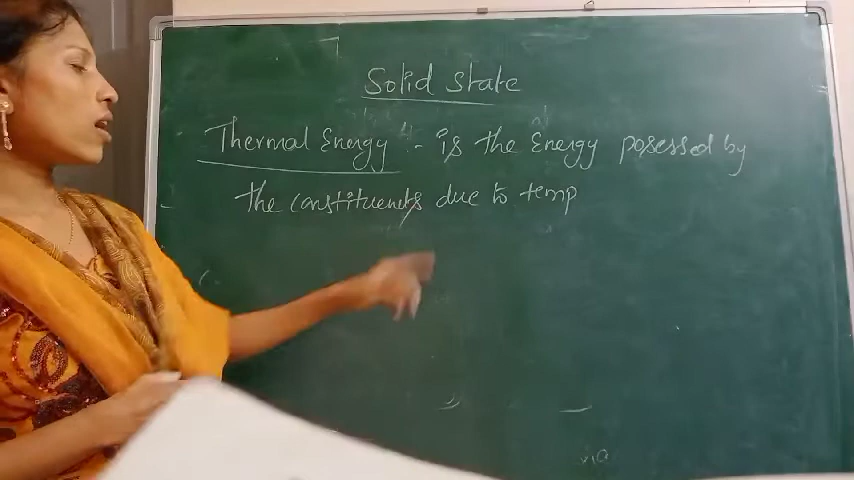 Solid state
Thermal Energy :- is the Energy posessed by
the constituents due to temp